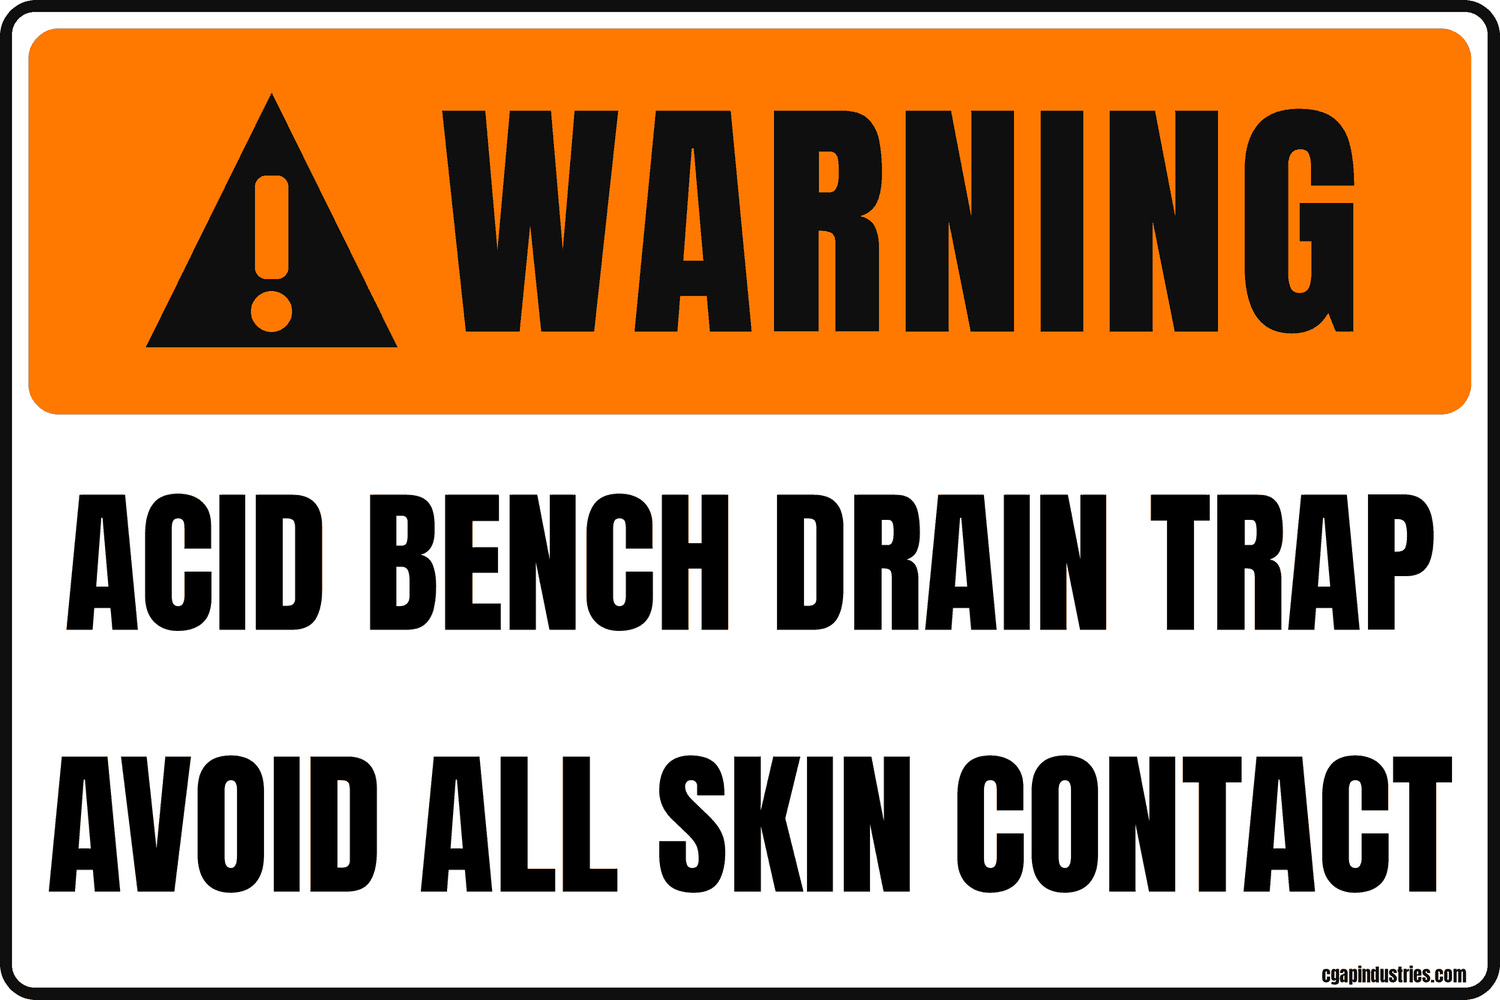 WARNING
ACID BENCH DRAIN TRAP
AVOID ALL SKIN CONTACT
cgapindustries.com